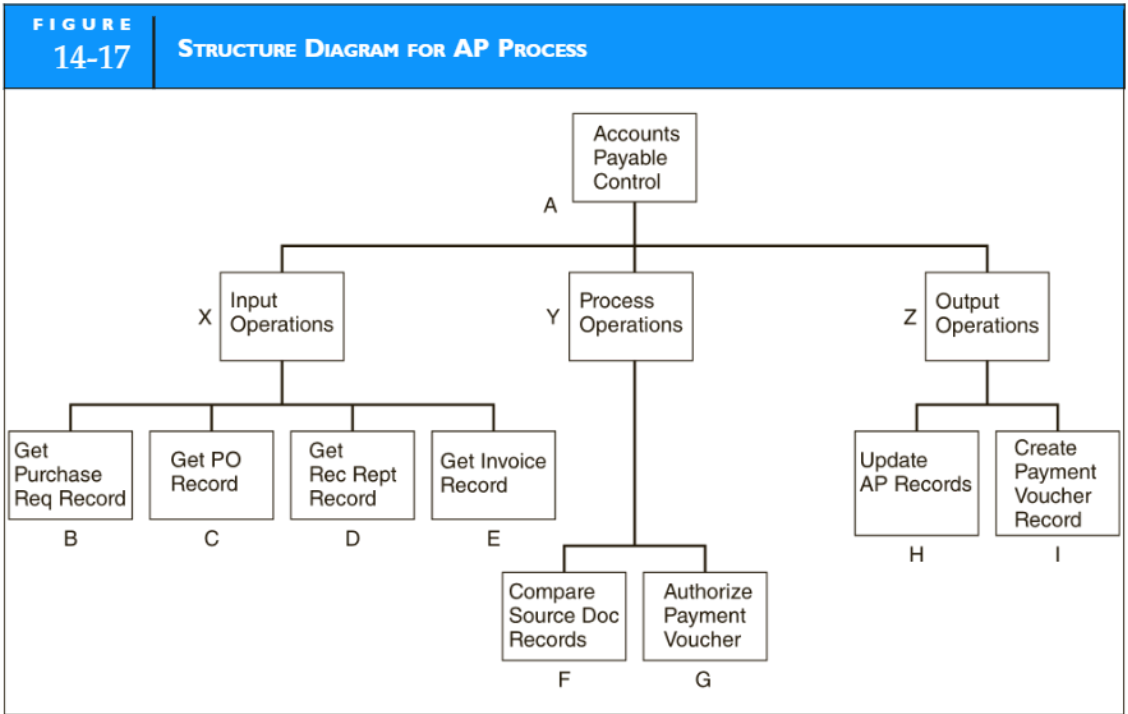 FIGURE
14-17
STRUCTURE DIAGRAM FOR AP PROCESS
Accounts
Payable
Control
A
X
Input
Operations
Y
Process
Operations
Z
Output
Operations
Get
Purchase
Req Record
B
Get PO
Record
C
Get
Rec Rept
Record
D
Get Invoice
Record
E
Update
AP Records
H
Create
Payment
Voucher
Record
I
Compare
Source Doc
Records
F
Authorize
Payment
Voucher
G